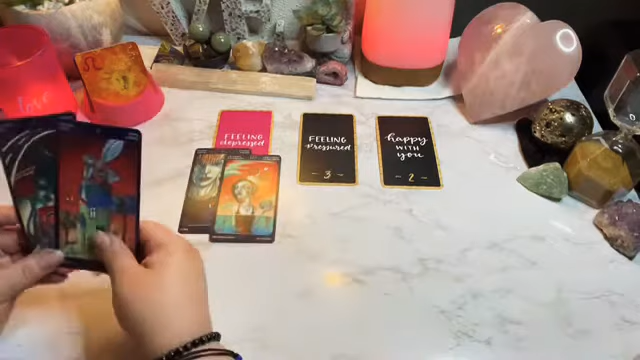 FEELING
depressed
FEELING
Pressured
3
happy
WITH
you
2
love